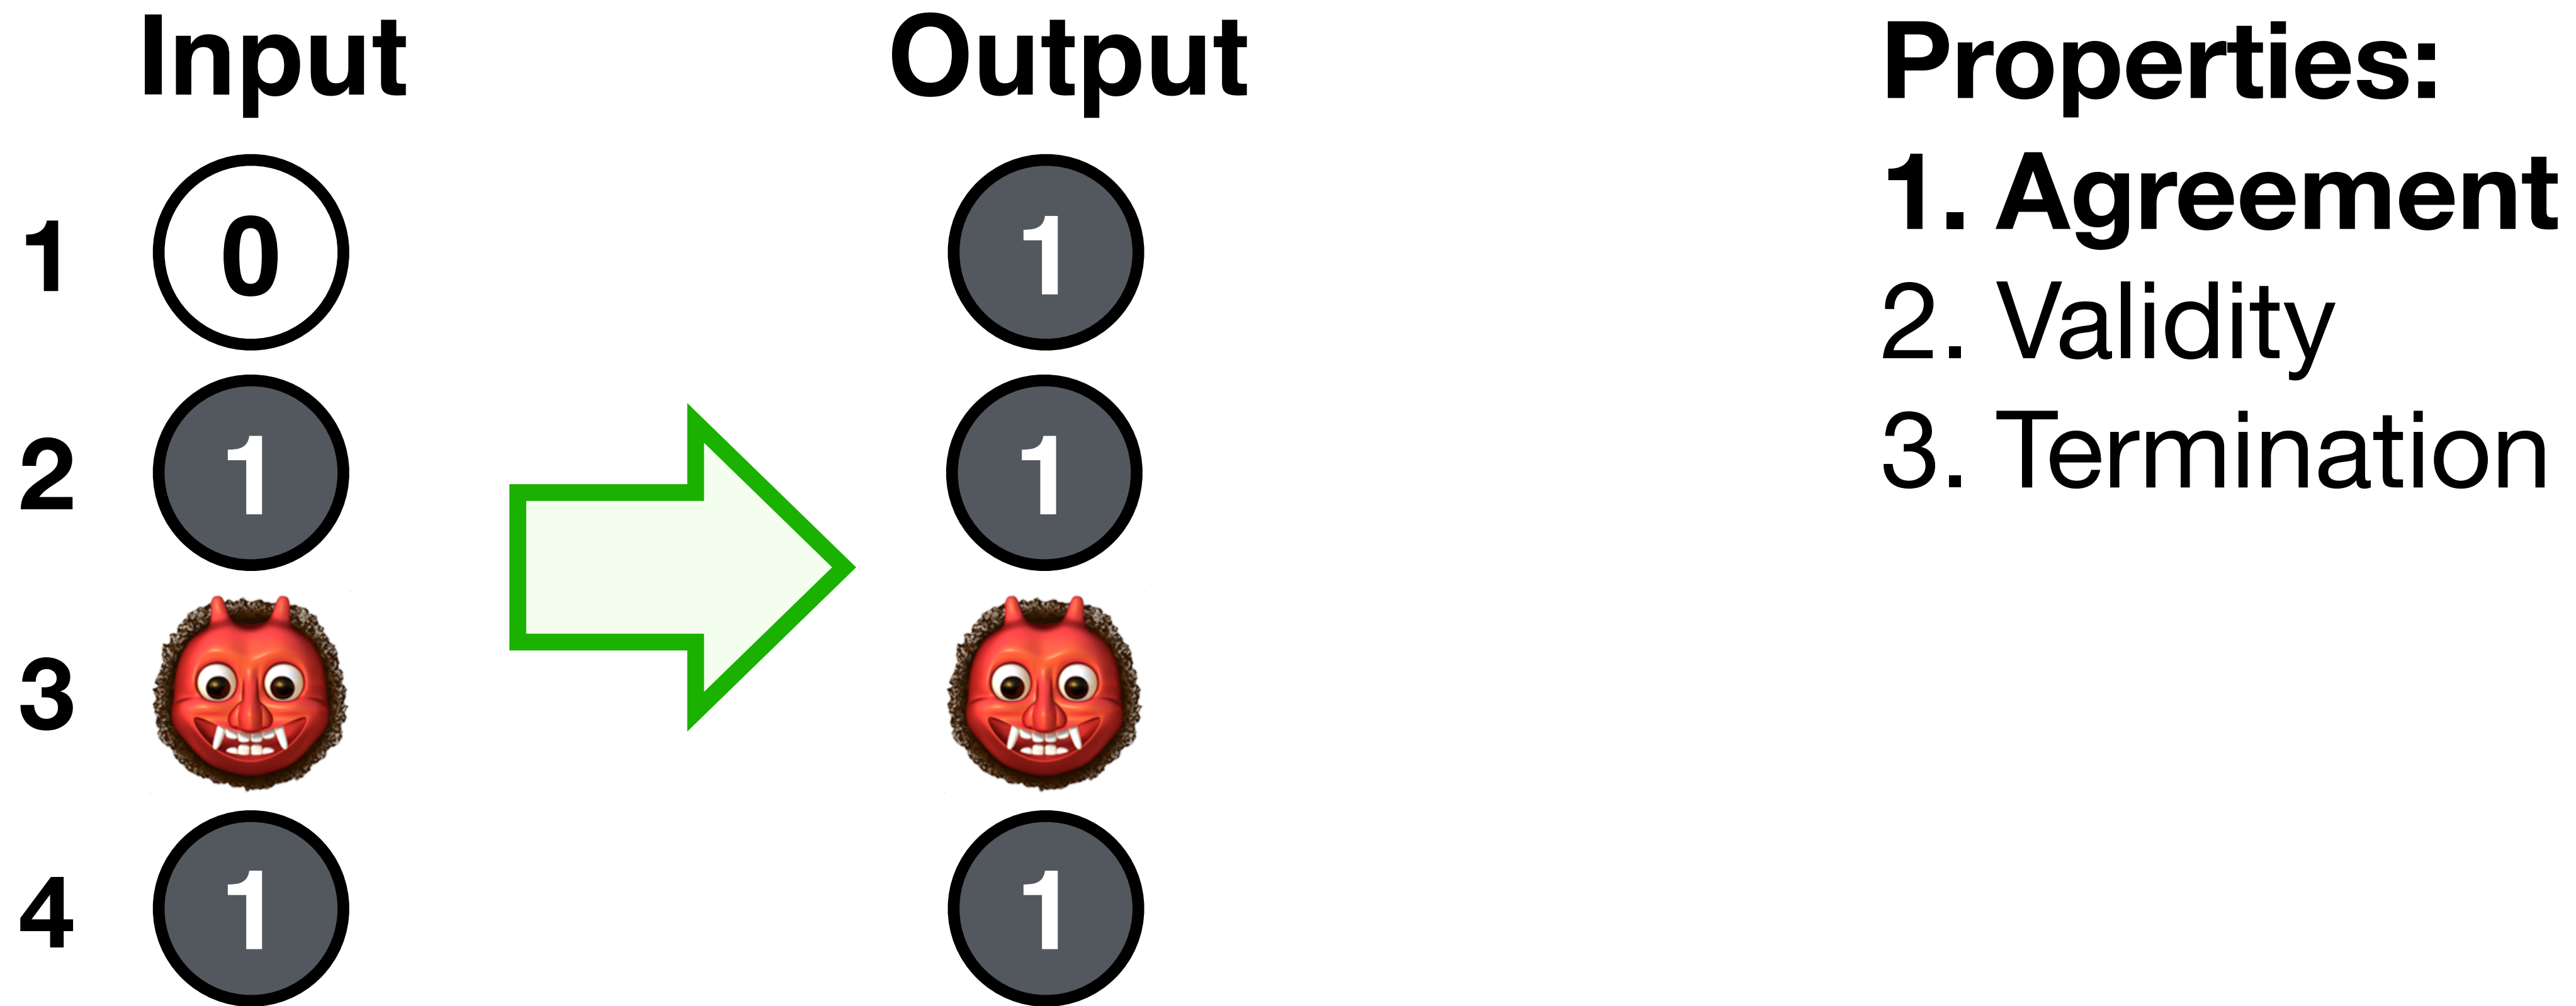 Input Output Properties:
1 0 1 1. Agreement
2. Validity
2 1 1 3. Termination
3
4 1 1